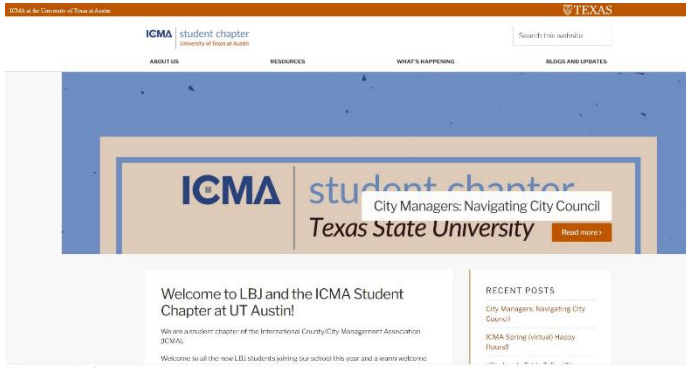 ICMA at the University of Texas at Austin
TEXAS
ICMA student chapter
University of Texas at Austin
Search this website
ABOUT US
RESOURCES
WHAT'S HAPPENING
BLOGS AND UPDATES
ICMA student chapter
Texas State University
City Managers: Navigating City Council
Read more >
Welcome to LBJ and the ICMA Student
Chapter at UT Austin!
We are a student chapter of the International County/City Management Association
(ICMA).
Welcome to all the new LBJ students joining our school this year and a warm welcome
RECENT POSTS
City Managers: Navigating City
Council
ICMA Spring (virtual) Happy
Hours!!